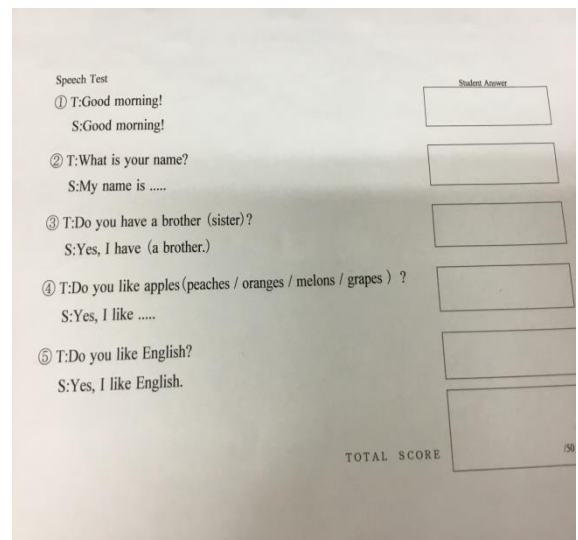 Speech Test
Student Answer
① T:Good morning!
S:Good morning!
② T:What is your name?
S:My name is .....
③ T:Do you have a brother (sister)?
S:Yes, I have (a brother.)
④ T:Do you like apples(peaches / oranges / melons / grapes ) ?
S:Yes, I like .....
⑤ T:Do you like English?
S:Yes, I like English.
TOTAL SCORE
/50